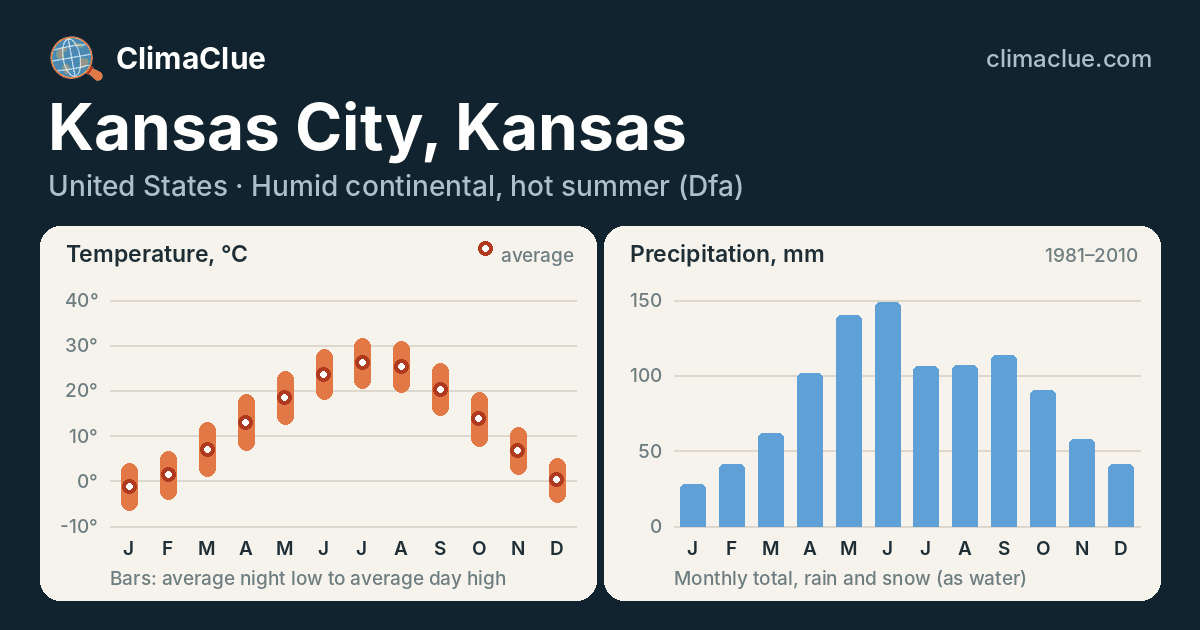 ClimaClue
climaclue.com
Kansas City, Kansas
United States · Humid continental, hot summer (Dfa)
Temperature, °C
average
40°
30°
20°
10°
0°
-10°
J F M A M J J A S O N D
Bars: average night low to average day high
Precipitation, mm
1981–2010
150
100
50
0
J F M A M J J A S O N D
Monthly total, rain and snow (as water)